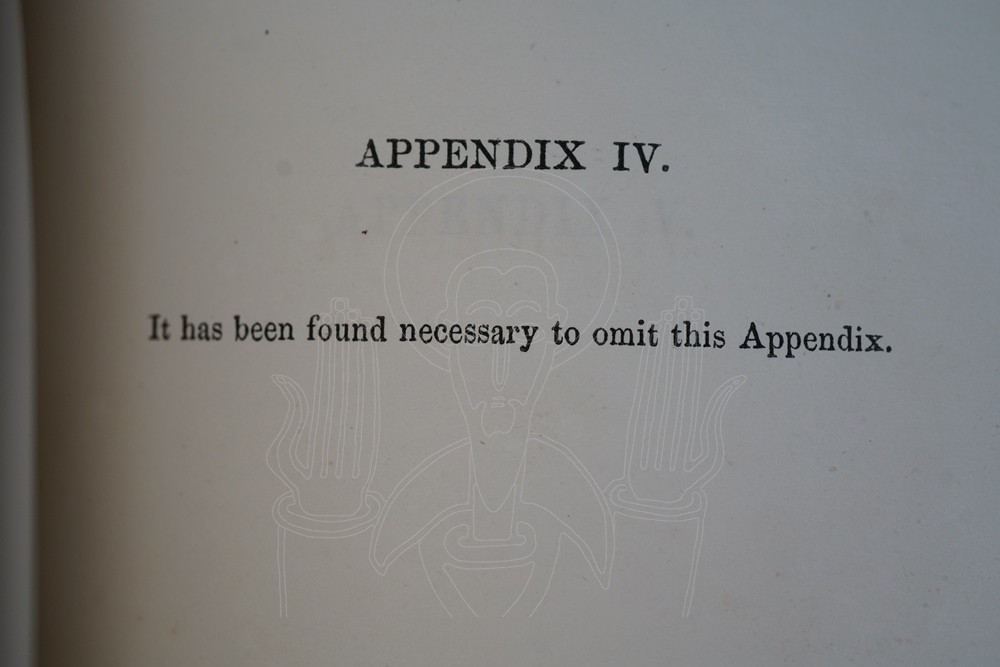 APPENDIX IV.
It has been found necessary to omit this Appendix.